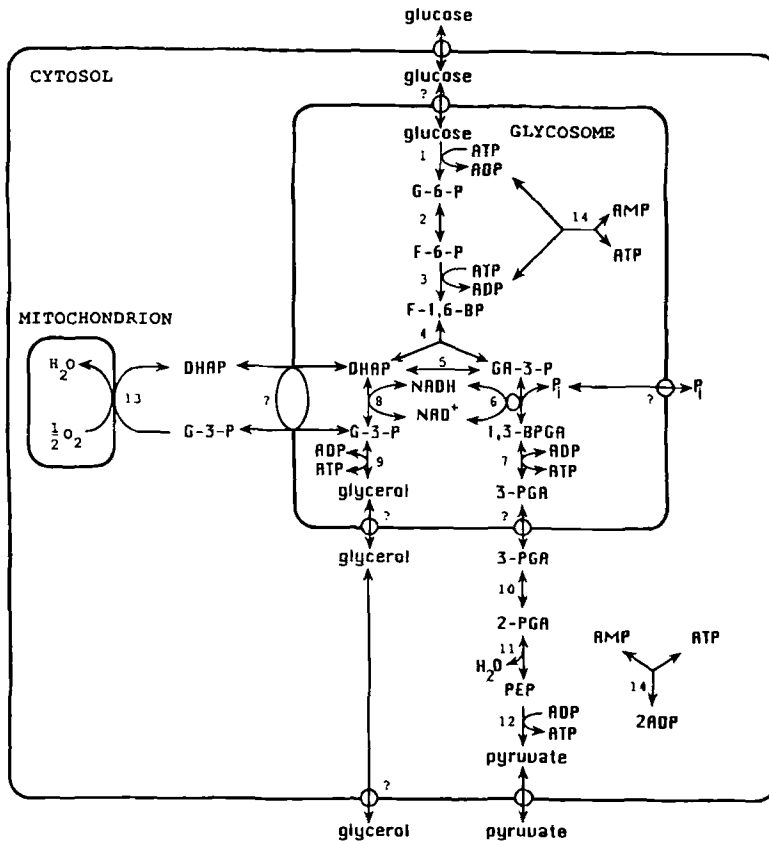 glucose
CYTOSOL
glucose
?
glucose
GLYCOSOME
1
ATP
ADP
G-6-P
2
14
AMP
ATP
F-6-P
3
ATP
ADP
F-1,6-BP
MITOCHONDRION
4
H2O
DHAP
DHAP
5
GA-3-P
NADH
Pi
?
Pi
13
?
8
6
½O2
NAD+
G-3-P
G-3-P
1,3-BPGA
ADP
ATP
9
7
ADP
ATP
glycerol
3-PGA
?
?
glycerol
3-PGA
10
2-PGA
AMP
ATP
11
H2O
14
PEP
2ADP
12
ADP
ATP
pyruvate
?
glycerol
pyruvate